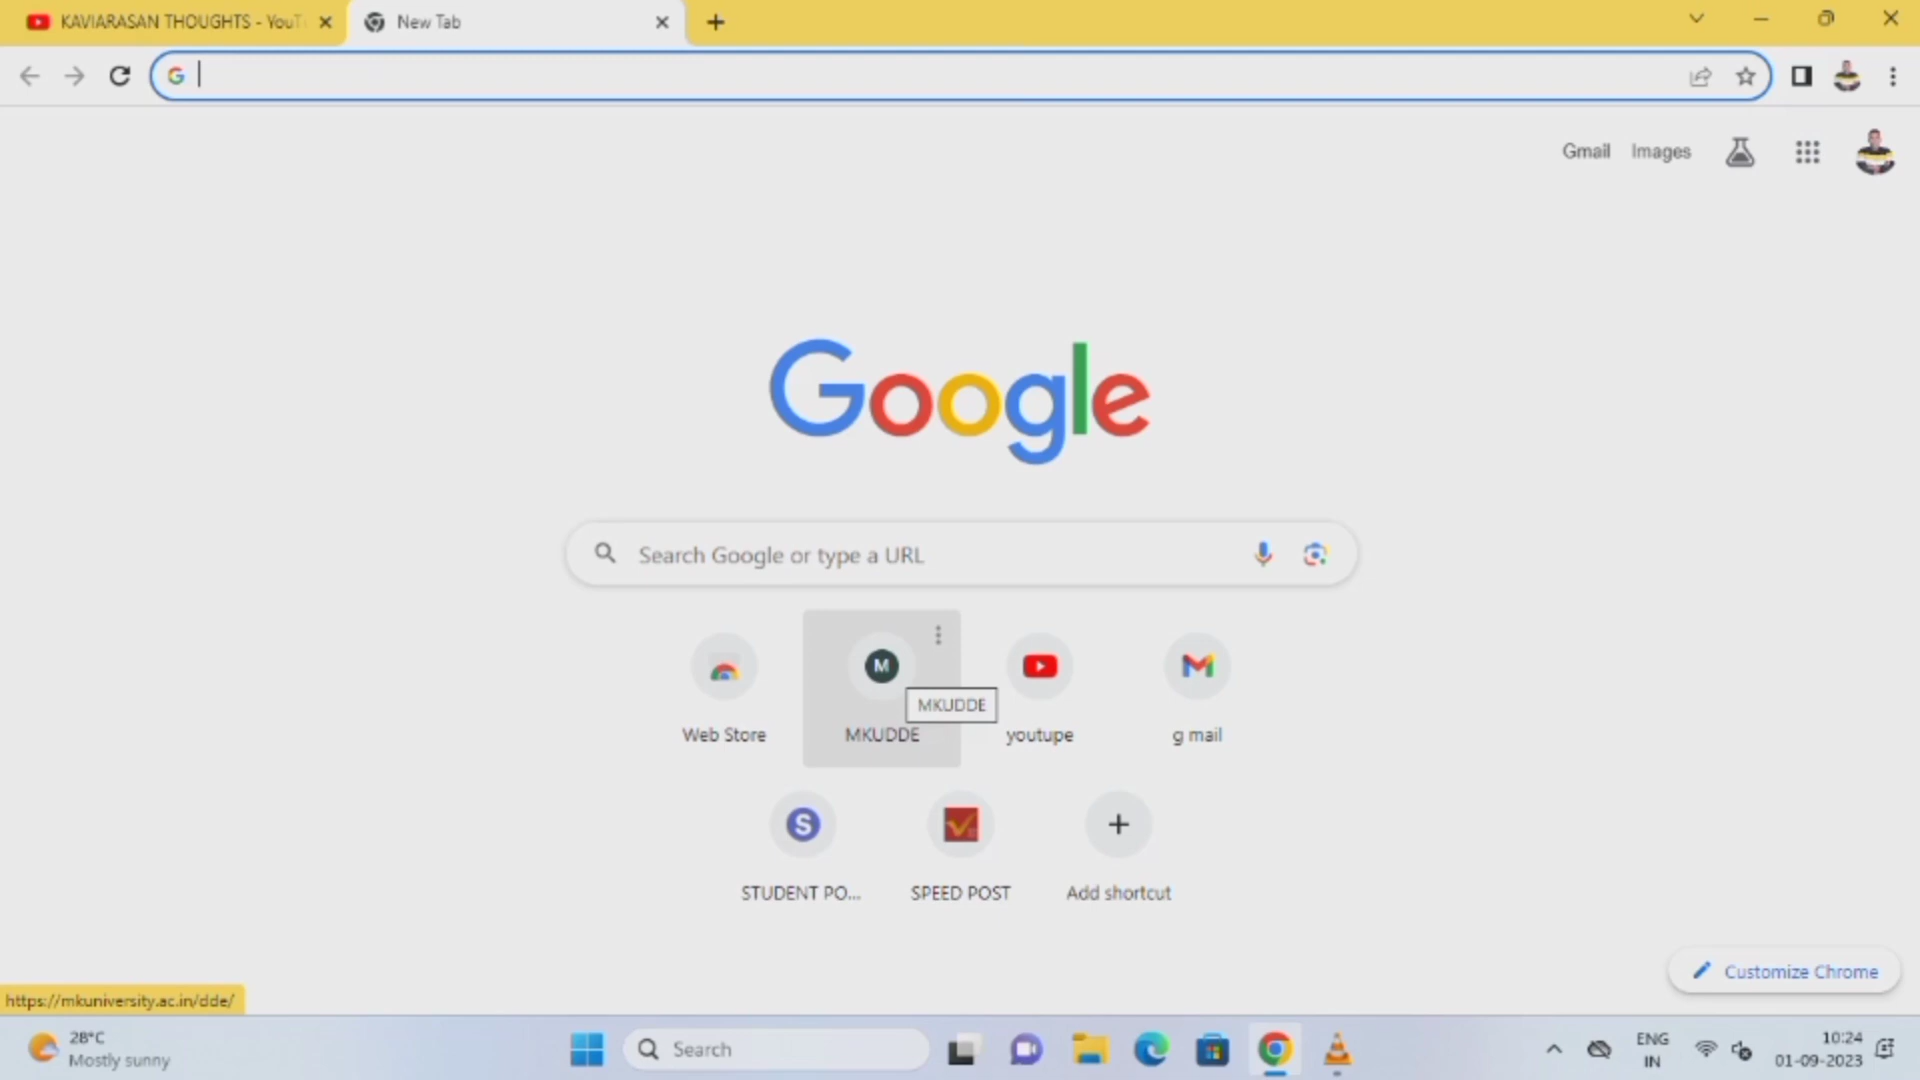 KAVIARASAN THOUGHTS - YouT
New Tab
Gmail
Images
Google
Search Google or type a URL
M
MKUDDE
Web Store
MKUDDE
youtupe
g mail
S
STUDENT PO...
SPEED POST
Add shortcut
Customize Chrome
https://mkuniversity.ac.in/dde/
28°C
Mostly sunny
Search
ENG
IN
10:24
01-09-2023